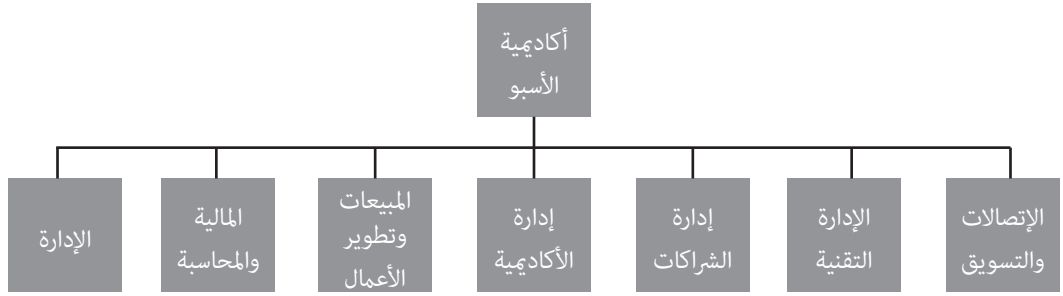 أكاديمية
الأسبو
الإتصالات
والتسويق
الإدارة
التقنية
إدارة
الشراكات
إدارة
الأكاديمية
المبيعات
وتطوير
الأعمال
المالية
والمحاسبة
الإدارة